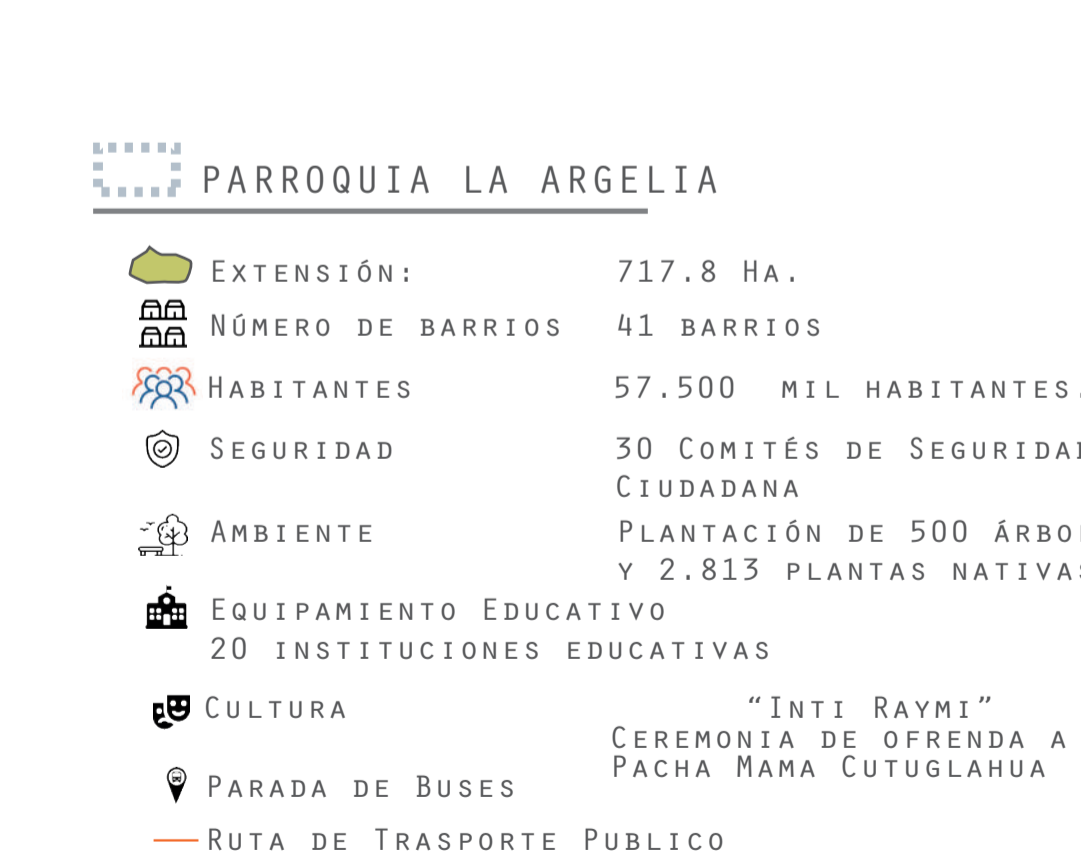 PARROQUIA LA ARGELIA
EXTENSIÓN: 717.8 HA.
NÚMERO DE BARRIOS 41 BARRIOS
HABITANTES 57.500 MIL HABITANTES.
SEGURIDAD 30 COMITÉS DE
CIUDADANA
AMBIENTE PLANTACIÓN DE 500
Y 2.813 PLANTAS NATIVAS
EQUIPAMIENTO EDUCATIVO
20 INSTITUCIONES EDUCATIVAS
CULTURA “INTI RAYMI”
CEREMONIA DE OFRENDA A
PACHA MAMA CUTUGLAHUA
PARADA DE BUSES
RUTA DE TRASPORTE PUBLICO